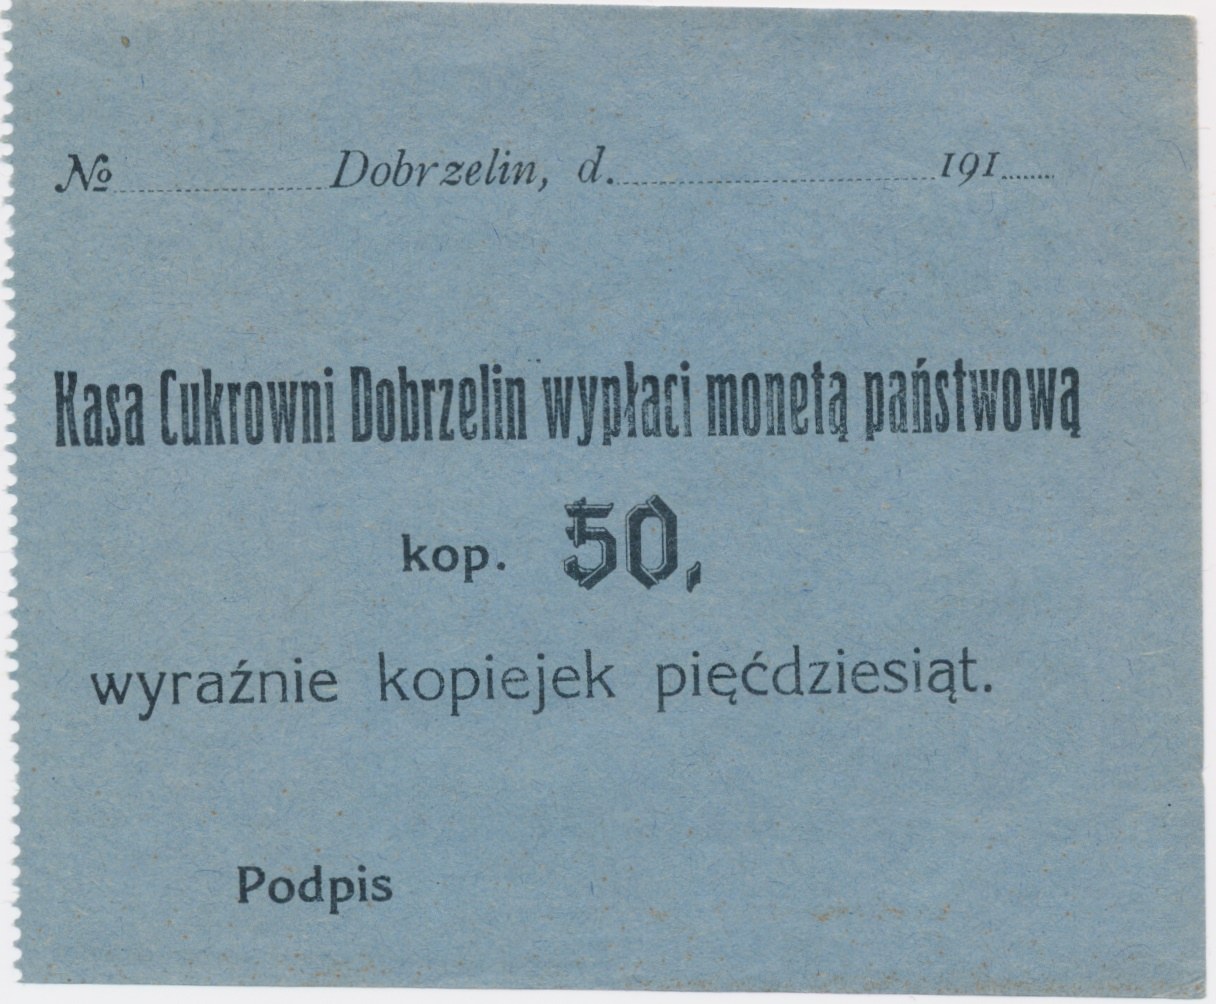 № Dobrzelin, d. 191
Kasa Cukrowni Dobrzelin wypłaci monetą państwową
kop. 50,
wyraźnie kopiejek pięćdziesiąt.
Podpis